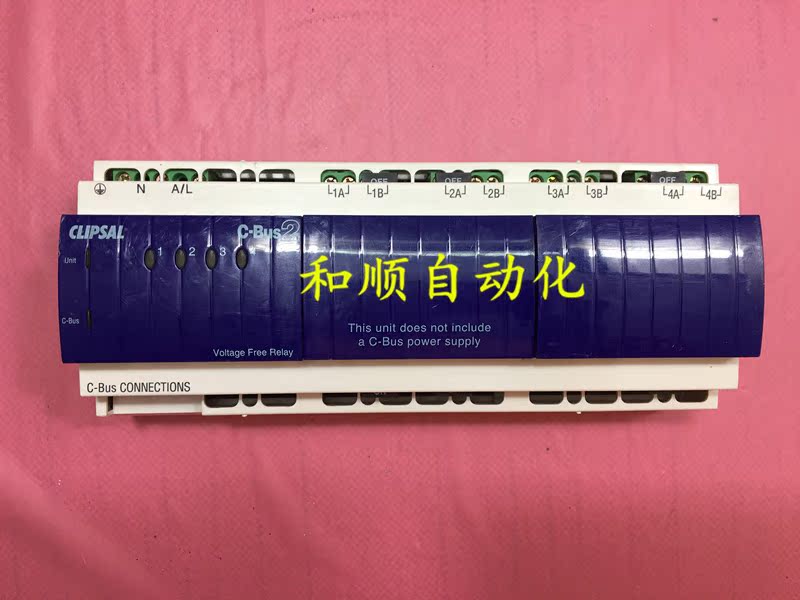 OFF OFF OFF
N A/L 1A 1B 2A 2B 3A 3B 4A 4B
CLIPSAL C-Bus2
Unit 1 2 3
和顺自动化
C-Bus
This unit does not include
a C-Bus power supply
Voltage Free Relay
C-Bus CONNECTIONS